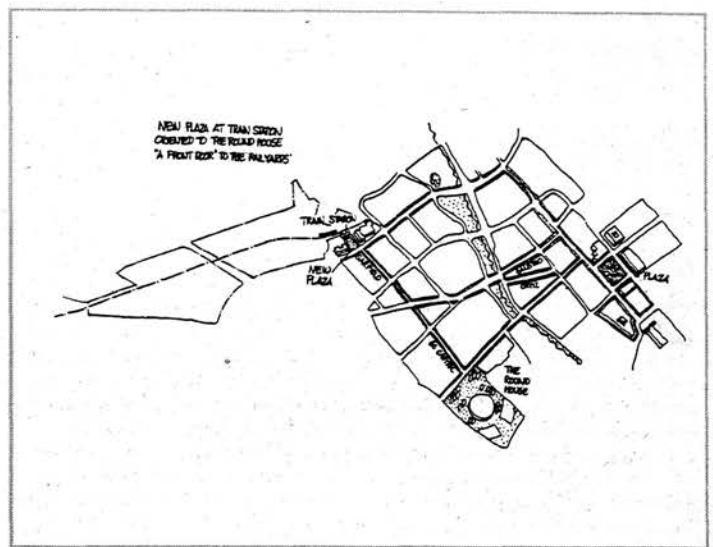 NEW PLAZA AT TRAIN STATION
ORIENTED TO THE ROUND HOUSE
"A FRONT DOOR" TO THE RAILYARDS"
TRAIN STATION
NEW
PLAZA
PLAZA
THE
ROUND
HOUSE